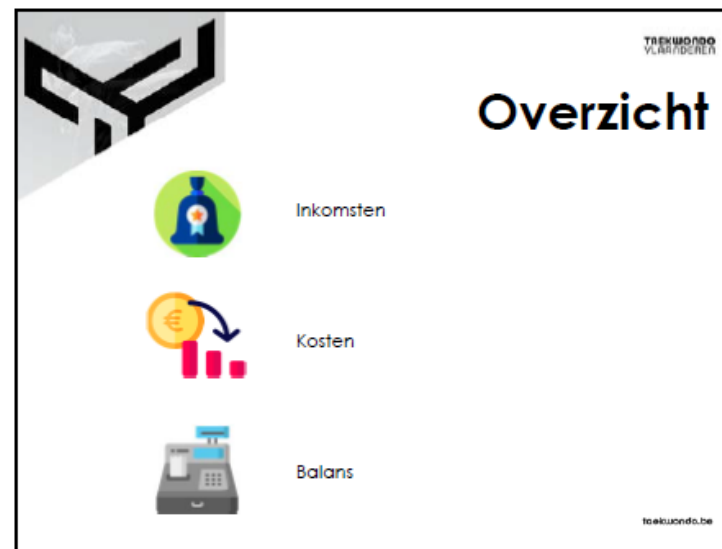 TAEKWONDO
VLAANDEREN
Overzicht
Inkomsten
€
Kosten
Balans
taekwondo.be